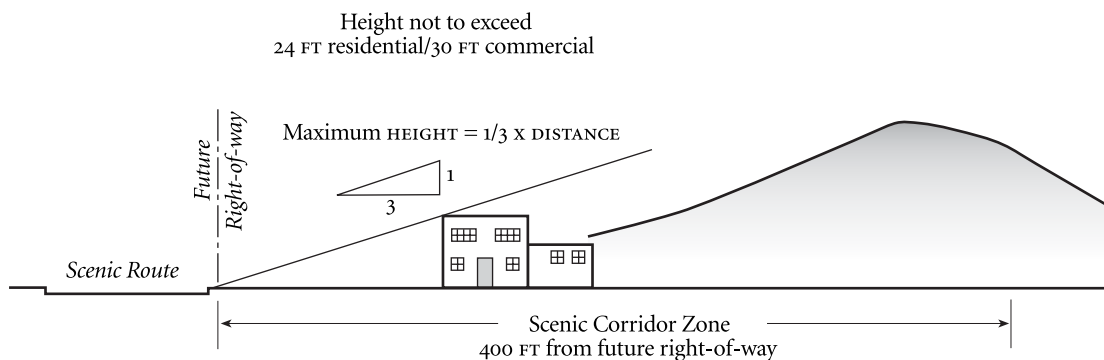 Height not to exceed
24 FT residential/30 FT commercial
Maximum HEIGHT = 1/3 X DISTANCE
Future
Right-of-way
1
3
Scenic Route
Scenic Corridor Zone
400 FT from future right-of-way